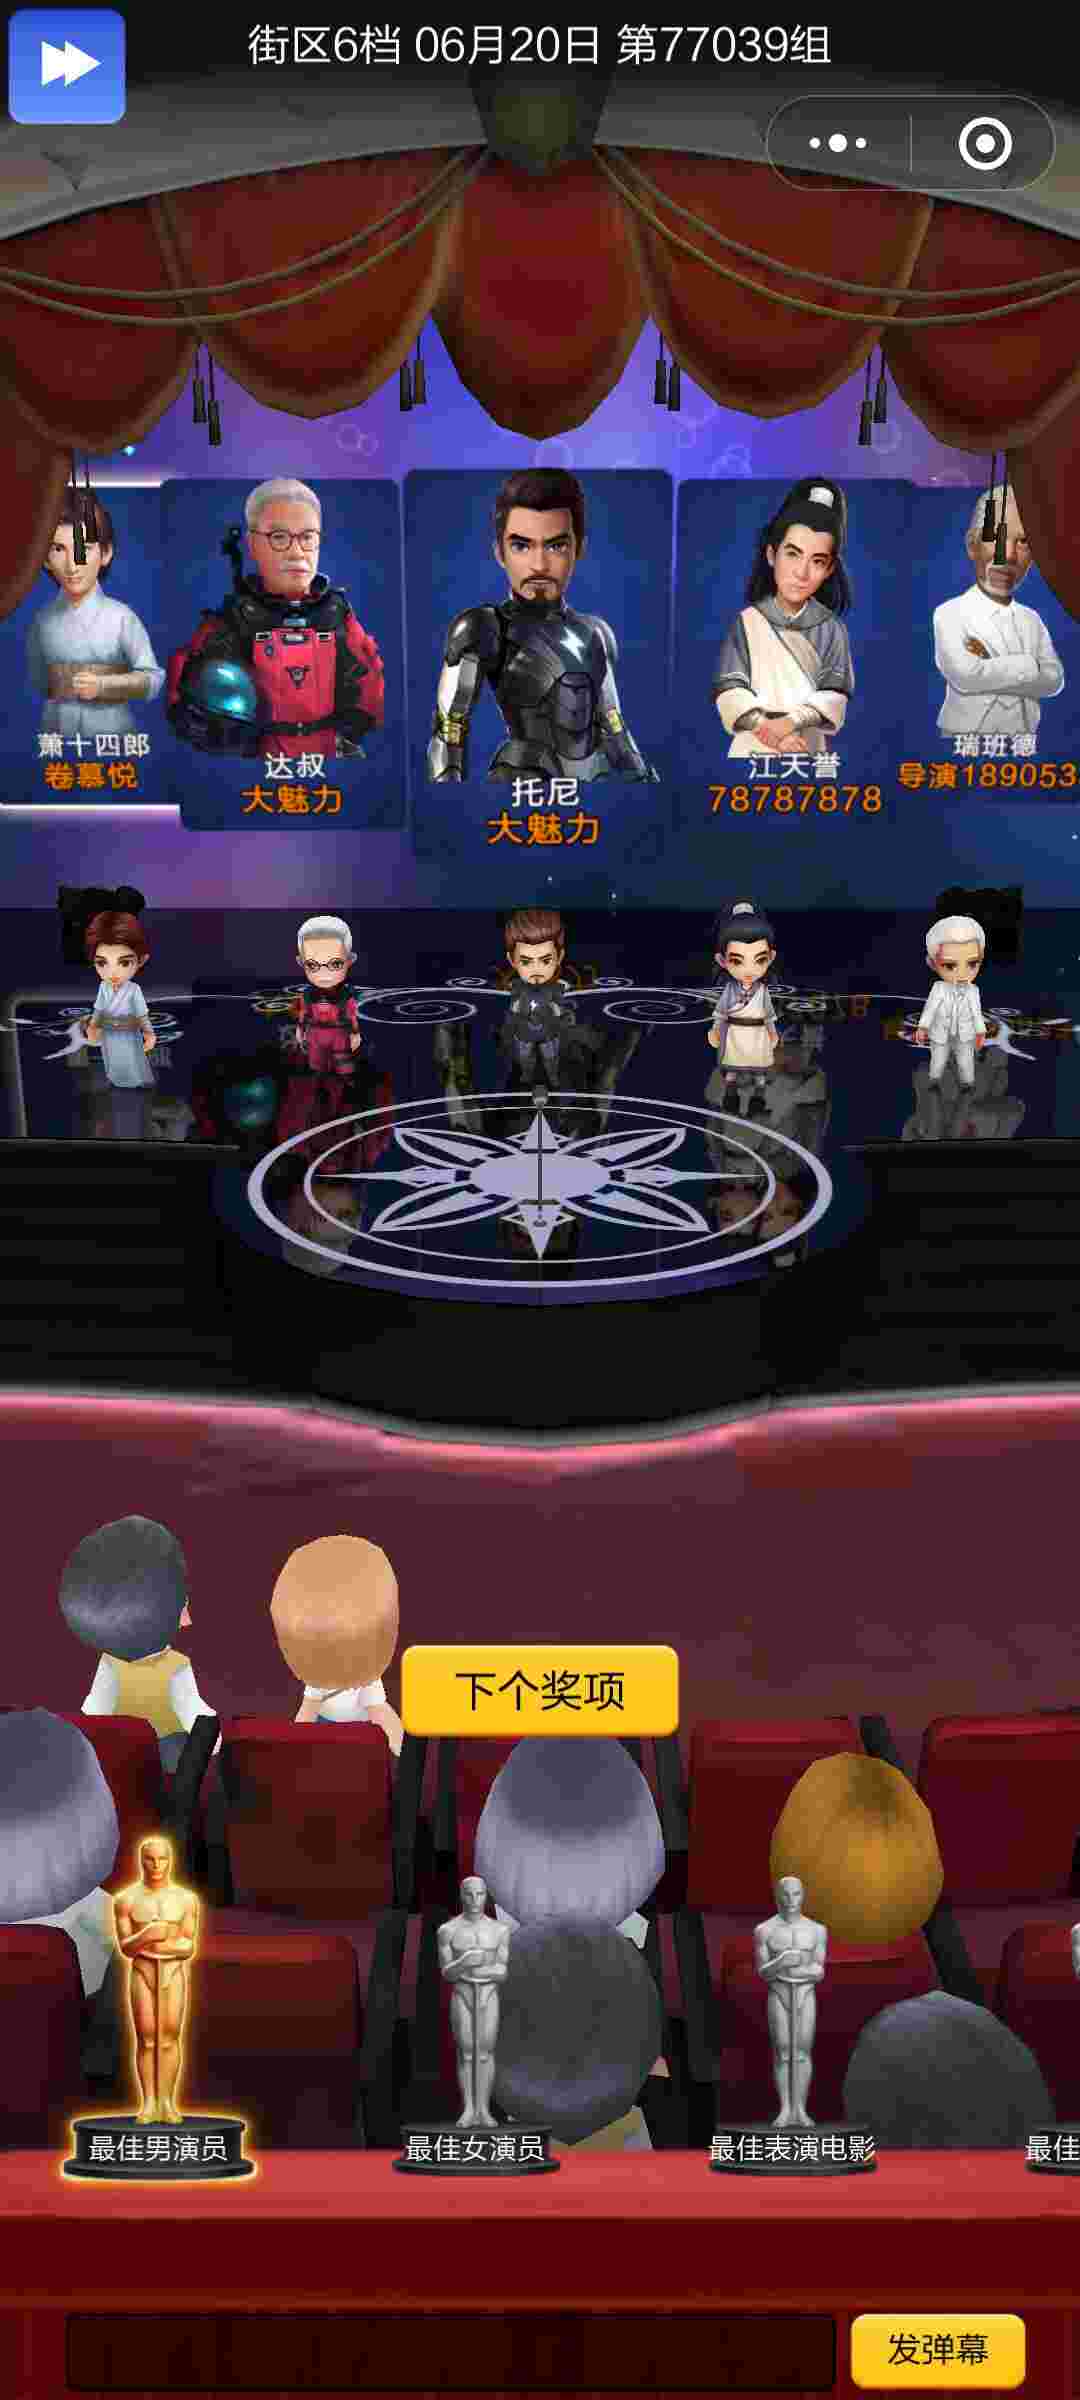 街区6档 06月20日 第77039组
萧十四郎
卷慕悦
达叔
大魅力
托尼
大魅力
江天誉
78787878
瑞班德
导演189053
下个奖项
最佳男演员
最佳女演员
最佳表演电影
最佳
发弹幕